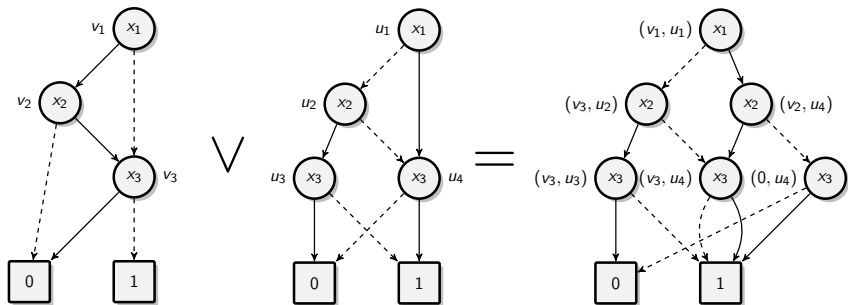 v₁ x₁ u₁ x₁ (v₁, u₁) x₁
v₂ x₂ u₂ x₂ (v₃, u₂) x₂ x₂ (v₂, u₄)
x₃ v₃ ⋁ u₃ x₃ x₃ u₄ = (v₃, u₃) x₃ (v₃, u₄) x₃ (0, u₄) x₃
0 1 0 1 0 1